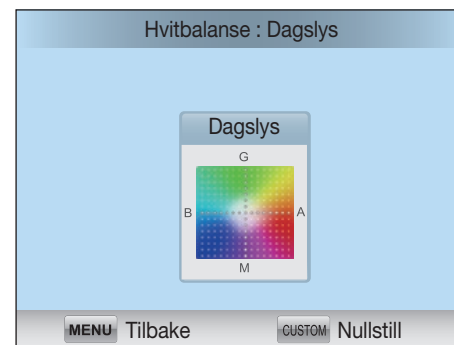 Hvitbalanse : Dagslys
Dagslys
G
B A
M
MENU Tilbake CUSTOM Nullstill